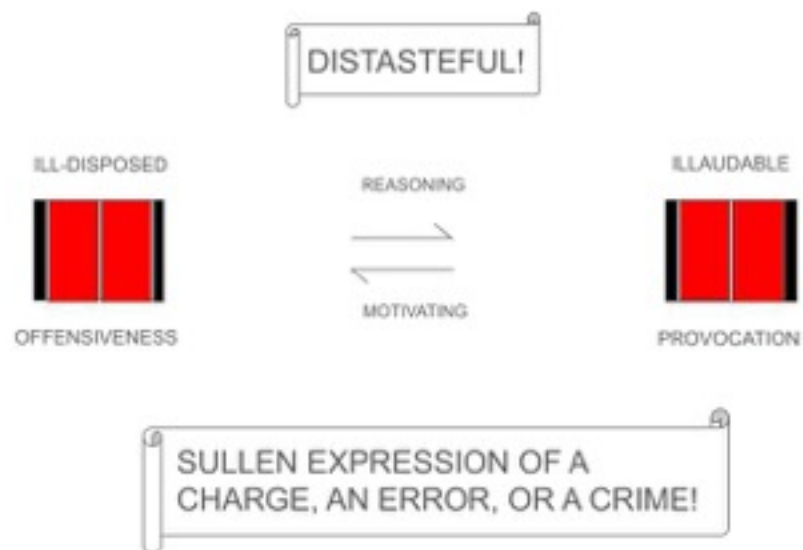 DISTASTEFUL!
ILL-DISPOSED
ILLAUDABLE
REASONING
MOTIVATING
OFFENSIVENESS
PROVOCATION
SULLEN EXPRESSION OF A
CHARGE, AN ERROR, OR A CRIME!